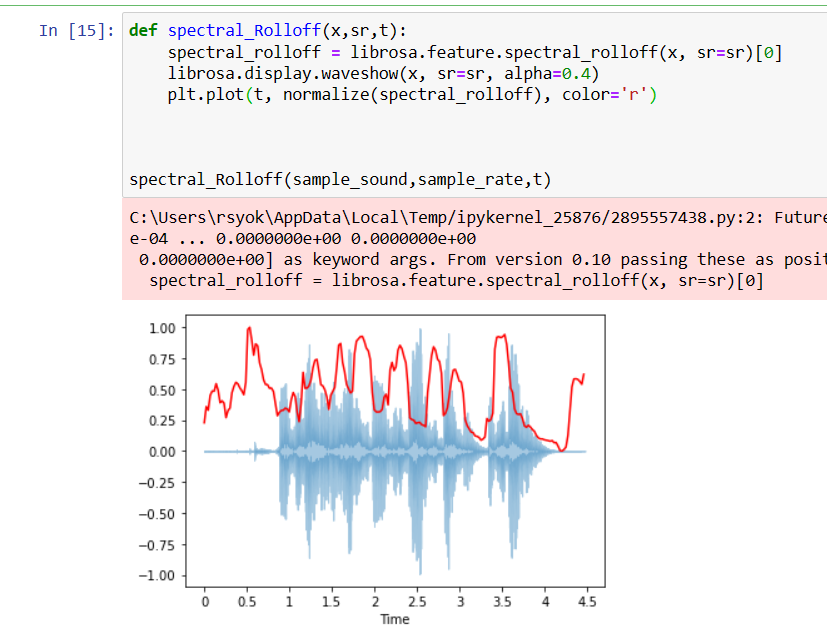 In [15]: def spectral_Rolloff(x,sr,t):
spectral_rolloff = librosa.feature.spectral_rolloff(x, sr=sr)[0]
librosa.display.waveshow(x, sr=sr, alpha=0.4)
plt.plot(t, normalize(spectral_rolloff), color='r')
spectral_Rolloff(sample_sound,sample_rate,t)
C:\Users\rsyok\AppData\Local\Temp/ipykernel_25876/2895557438.py:2: Future
e-04 ... 0.0000000e+00 0.0000000e+00
0.0000000e+00] as keyword args. From version 0.10 passing these as posit
spectral_rolloff = librosa.feature.spectral_rolloff(x, sr=sr)[0]
1.00
0.75
0.50
0.25
0.00
−0.25
−0.50
−0.75
−1.00
0 0.5 1 1.5 2 2.5 3 3.5 4 4.5
Time